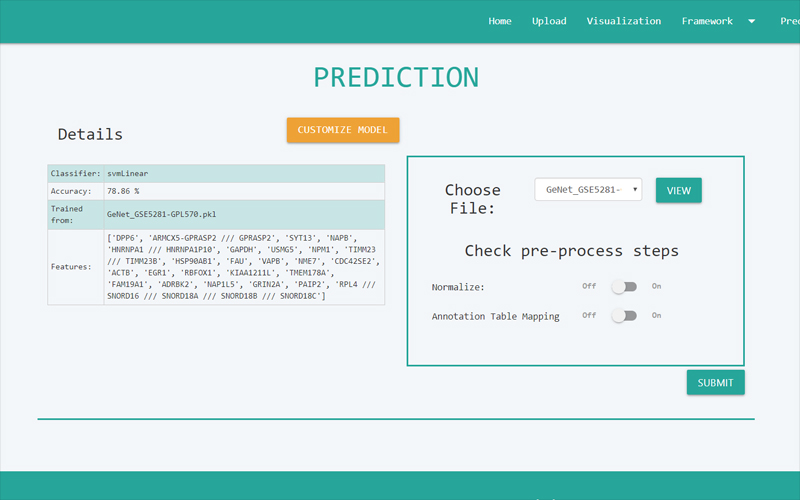 Home Upload Visualization Framework Pred
PREDICTION
Details
CUSTOMIZE MODEL
Classifier: svmLinear
Accuracy: 78.86 %
Trained from: GeNet_GSE5281-GPL570.pkl
Features:
['DPP6', 'ARMCX5-GPRASP2 /// GPRASP2', 'SYT13', 'NAPB',
'HNRNPA1 /// HNRNPA1P10', 'GAPDH', 'USMG5', 'NPM1', 'TIMM23
/// TIMM23B', 'HSP90AB1', 'FAU', 'VAPB', 'NME7', 'CDC42SE2',
'ACTB', 'EGR1', 'RBFOX1', 'KIAA1211L', 'TMEM178A',
'FAM19A1', 'ADRBK2', 'NAP1L5', 'GRIN2A', 'PAIP2', 'RPL4 ///
SNORD16 /// SNORD18A /// SNORD18B /// SNORD18C']
Choose
File:
GeNet_GSE5281-
VIEW
Check pre-process steps
Normalize: Off On
Annotation Table Mapping Off On
SUBMIT